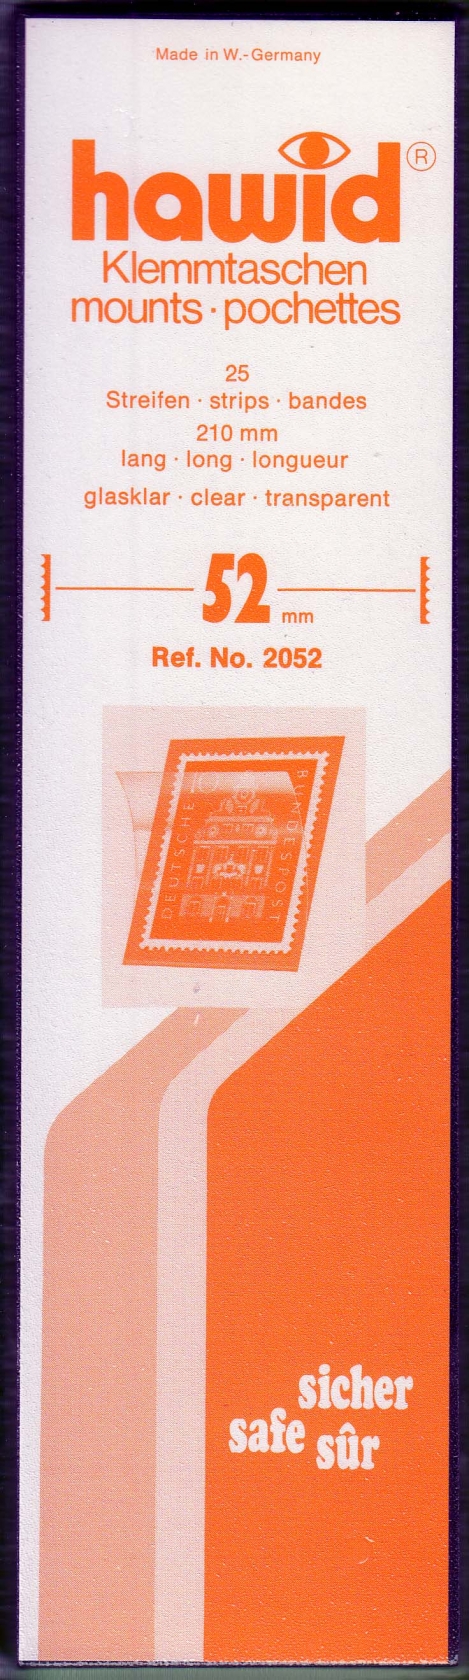 Made in W.-Germany
hawid ®
Klemmtaschen
mounts · pochettes
25
Streifen · strips · bandes
210 mm
lang · long · longueur
glasklar · clear · transparent
52 mm
Ref. No. 2052
10
DEUTSCHE
BUNDESPOST
sicher
safe sûr